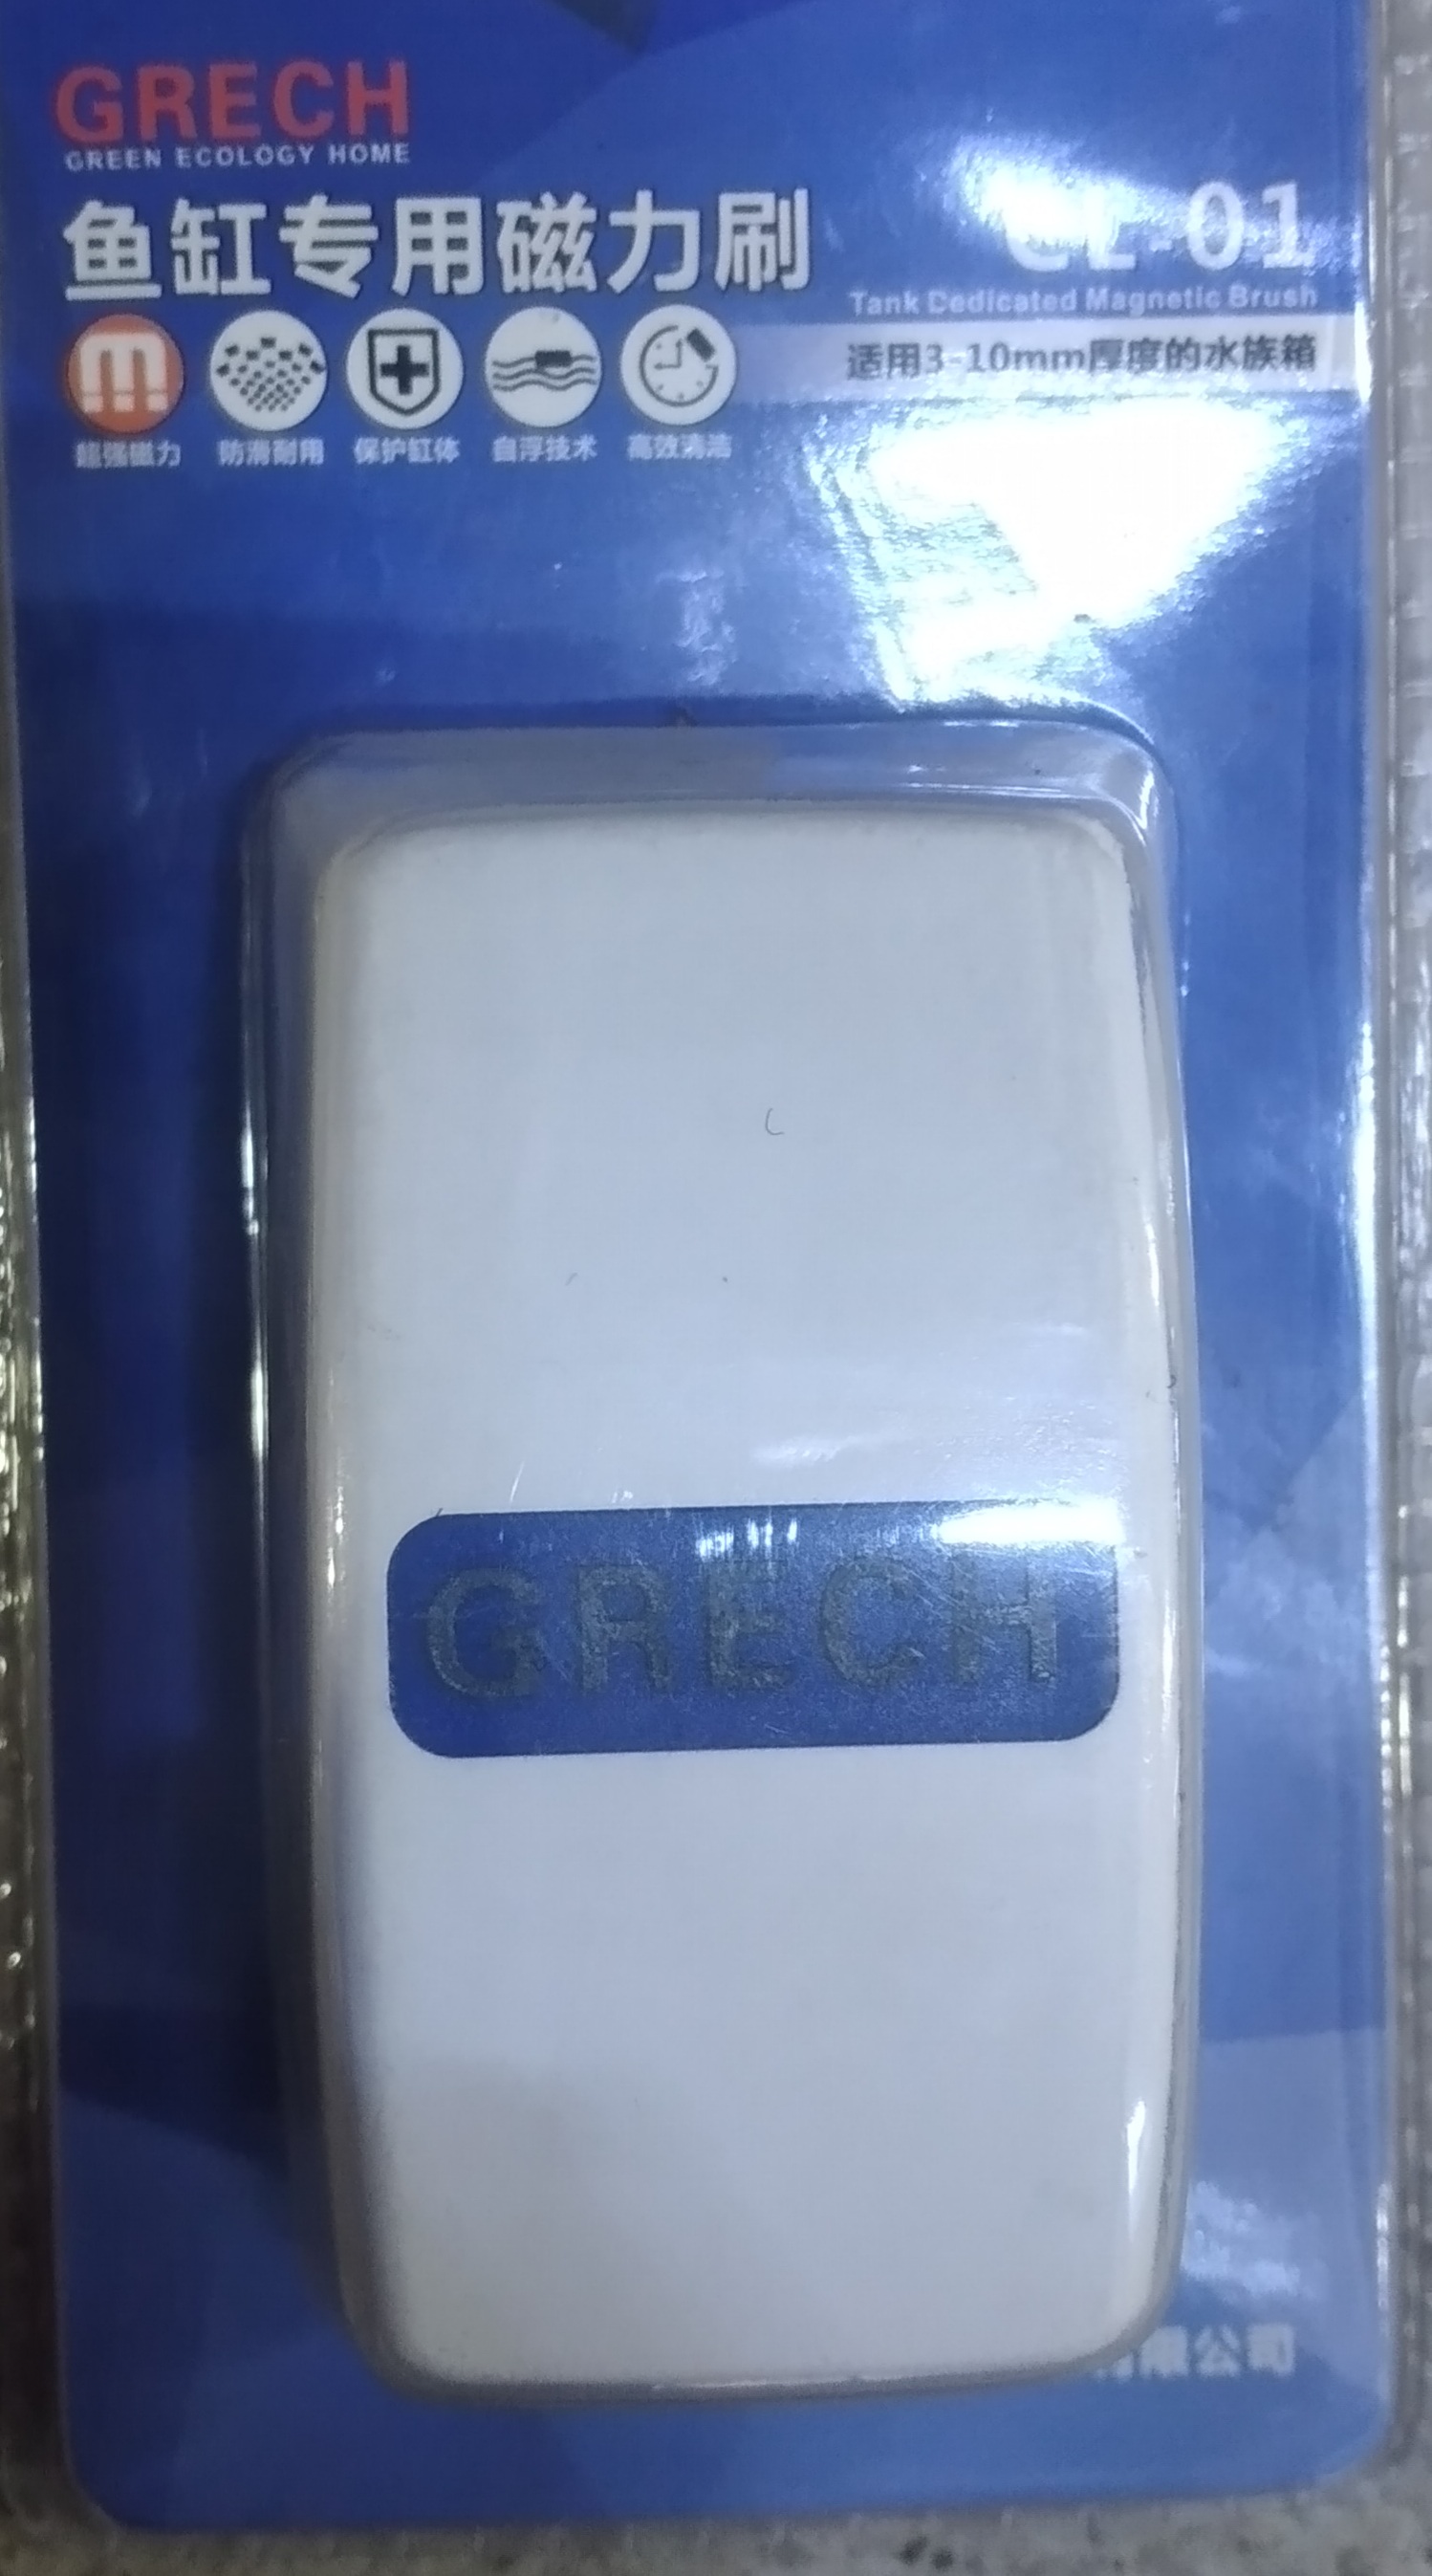 GRECH
GREEN ECOLOGY HOME
鱼缸专用磁力刷
CL-01
Tank Dedicated Magnetic Brush
适用3-10mm厚度的水族箱
超强磁力 防滑耐用 保护缸体 自浮技术 高效清洁
GRECH
限公司